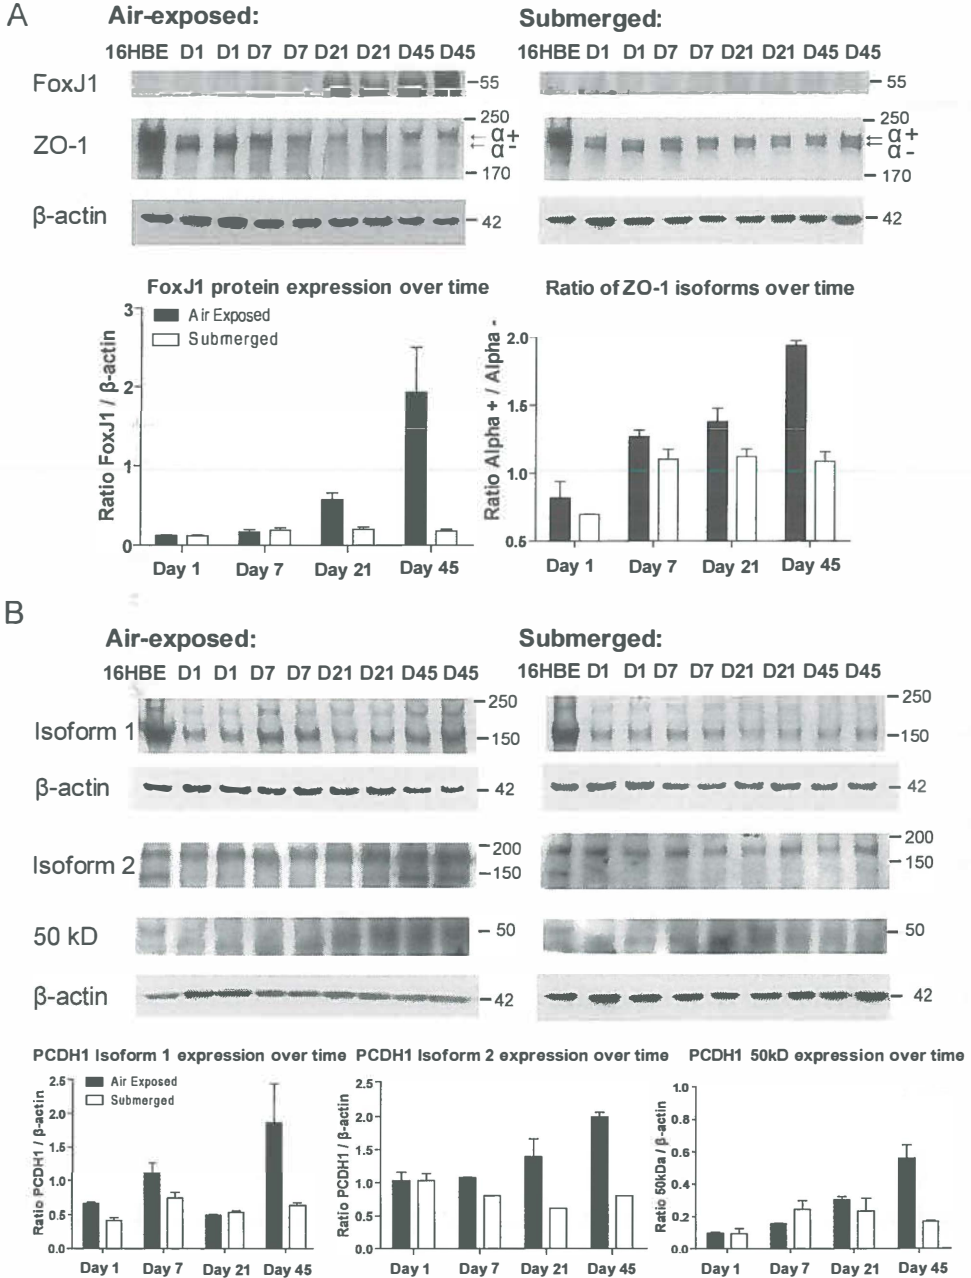 A
Air-exposed:
Submerged:
16HBE D1 D1 D7 D7 D21 D21 D45 D45
16HBE D1 D1 D7 D7 D21 D21 D45 D45
FoxJ1
55
55
ZO-1
250
α+
α-
170
250
α+
α-
170
β-actin
42
42
FoxJ1 protein expression over time
Ratio FoxJ1 / β-actin
3
2
1
0
Air Exposed
Submerged
Day 1 Day 7 Day 21 Day 45
Ratio of ZO-1 isoforms over time
Ratio Alpha + / Alpha -
2.0
1.5
1.0
0.5
Day 1 Day 7 Day 21 Day 45
B
Air-exposed:
Submerged:
16HBE D1 D1 D7 D7 D21 D21 D45 D45
16HBE D1 D1 D7 D7 D21 D21 D45 D45
Isoform 1
250
150
250
150
β-actin
42
42
Isoform 2
200
150
200
150
50 kD
50
50
β-actin
42
42
PCDH1 Isoform 1 expression over time
Ratio PCDH1 / β-actin
2.5
2.0
1.5
1.0
0.5
0.0
Air Exposed
Submerged
Day 1 Day 7 Day 21 Day 45
PCDH1 Isoform 2 expression over time
Ratio PCDH1 / β-actin
2.5
2.0
1.5
1.0
0.5
0.0
Day 1 Day 7 Day 21 Day 45
PCDH1 50kD expression over time
Ratio 50kDa / β-actin
1.0
0.8
0.6
0.4
0.2
0.0
Day 1 Day 7 Day 21 Day 45